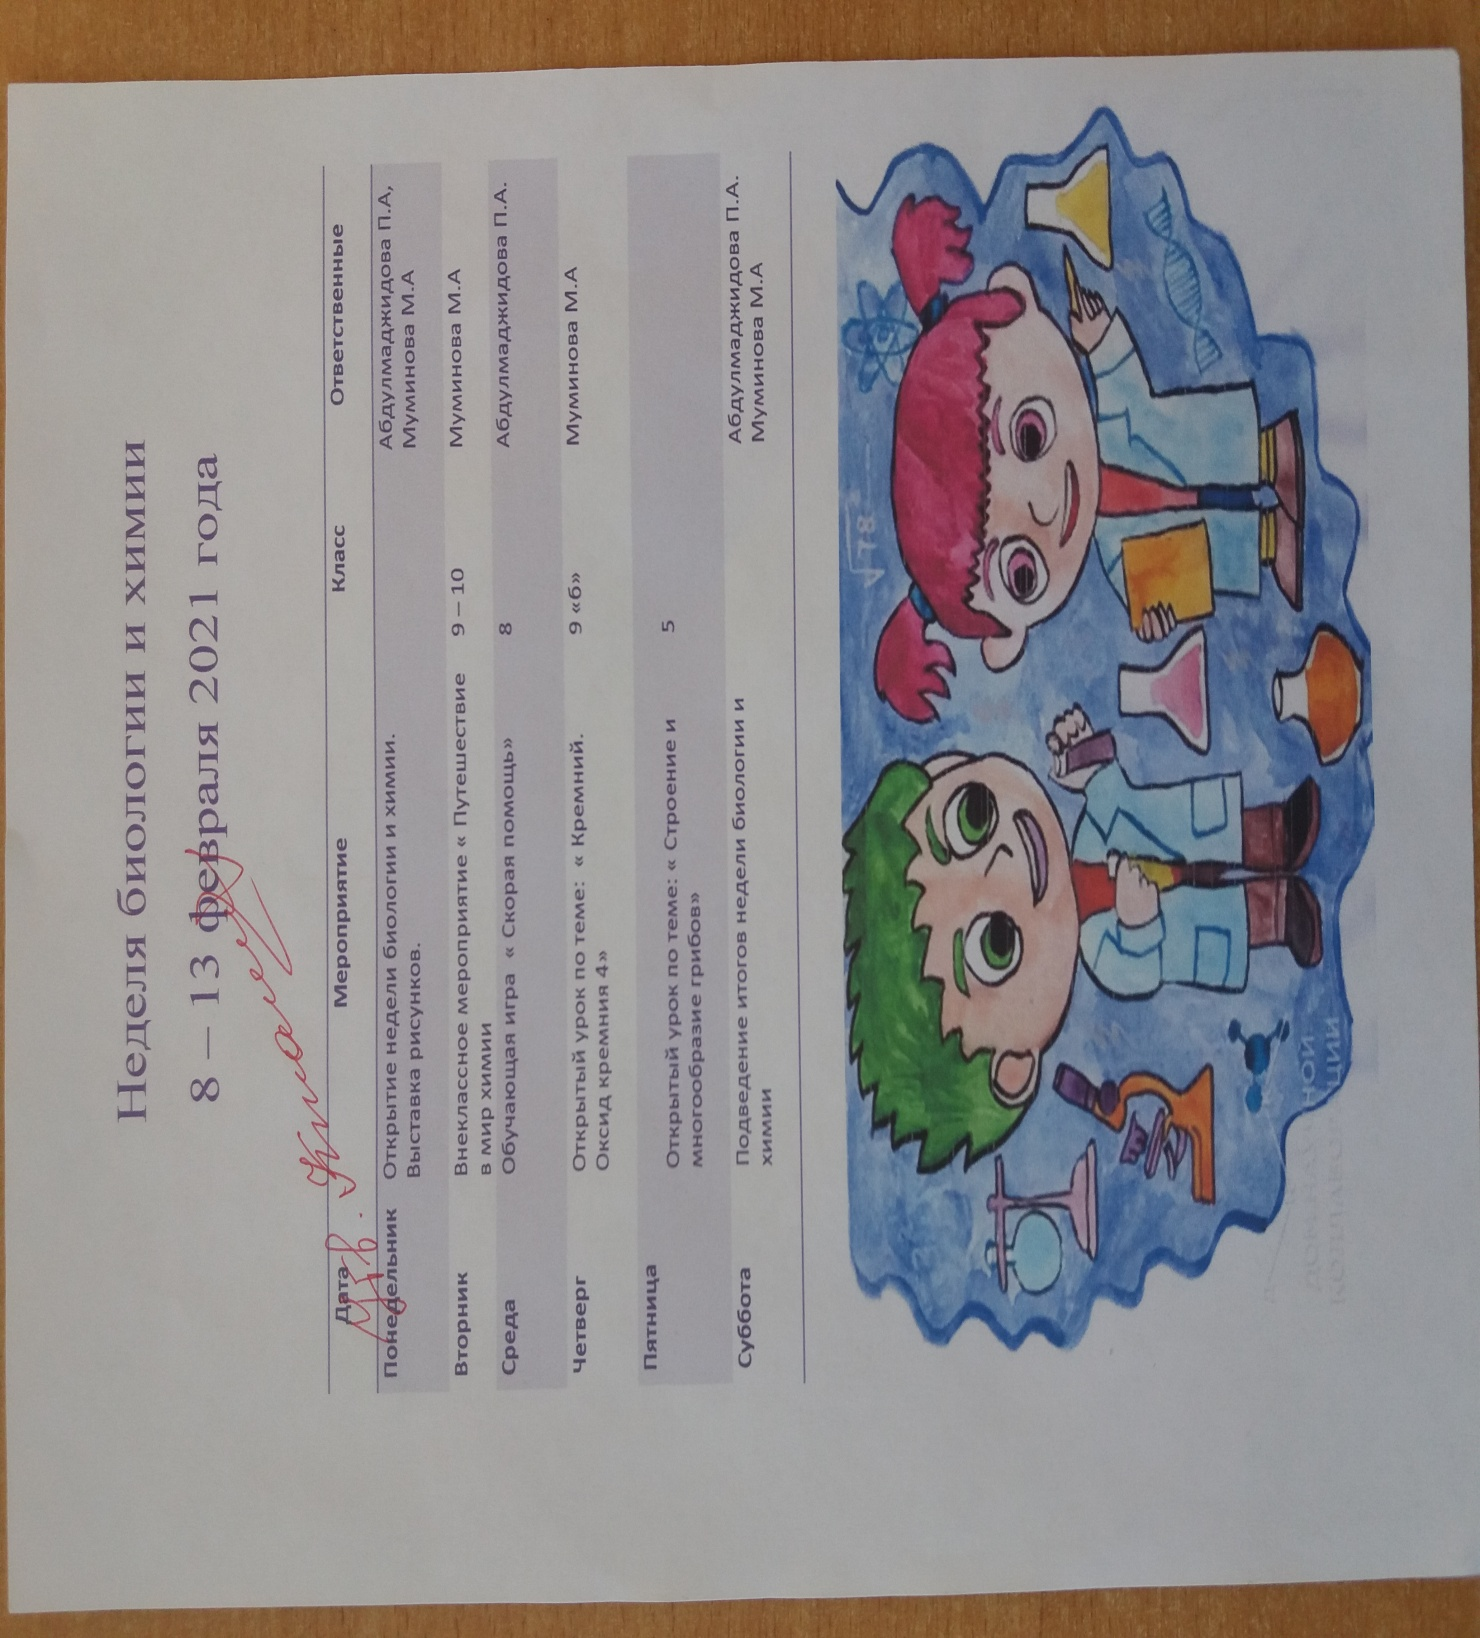 Неделя биологии и химии
8 – 13 февраля 2021 года
Дата Мероприятие Класс Ответственные
Понедельник Открытие недели биологии и химии. Абдулмаджидова П.А,
Выставка рисунков. Муминова М.А
Вторник Внеклассное мероприятие « Путешествие 9 – 10 Муминова М.А
в мир химии
Среда Обучающая игра « Скорая помощь» 8 Абдулмаджидова П.А.
Четверг Открытый урок по теме: « Кремний. 9 «б» Муминова М.А
Оксид кремния 4»
Пятница Открытый урок по теме: « Строение и 5
многообразие грибов»
Суббота Подведение итогов недели биологии и Абдулмаджидова П.А.
химии Муминова М.А
√78